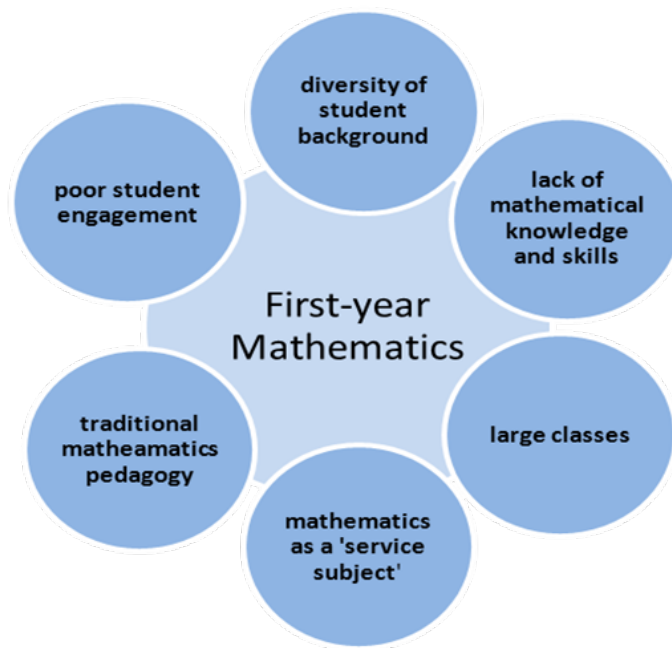 diversity of
student
background
poor student
engagement
lack of
mathematical
knowledge
and skills
First-year
Mathematics
traditional
matheamatics
pedagogy
large classes
mathematics
as a 'service
subject'